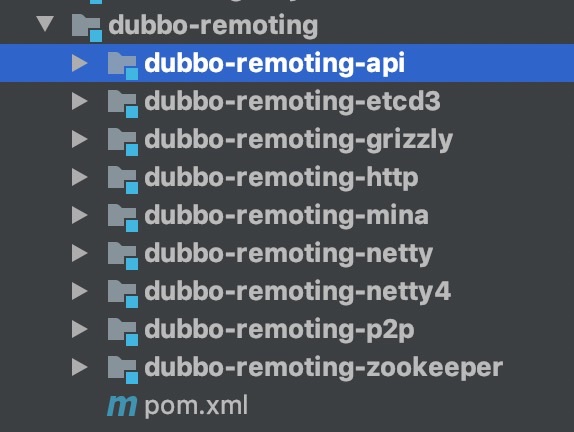 dubbo-remoting
dubbo-remoting-api
dubbo-remoting-etcd3
dubbo-remoting-grizzly
dubbo-remoting-http
dubbo-remoting-mina
dubbo-remoting-netty
dubbo-remoting-netty4
dubbo-remoting-p2p
dubbo-remoting-zookeeper
m pom.xml